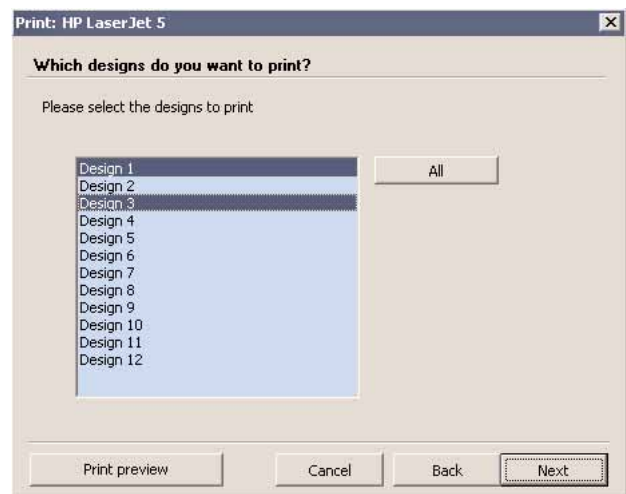 Print: HP LaserJet 5
Which designs do you want to print?
Please select the designs to print
Design 1
All
Design 2
Design 3
Design 4
Design 5
Design 6
Design 7
Design 8
Design 9
Design 10
Design 11
Design 12
Print preview Cancel Back Next